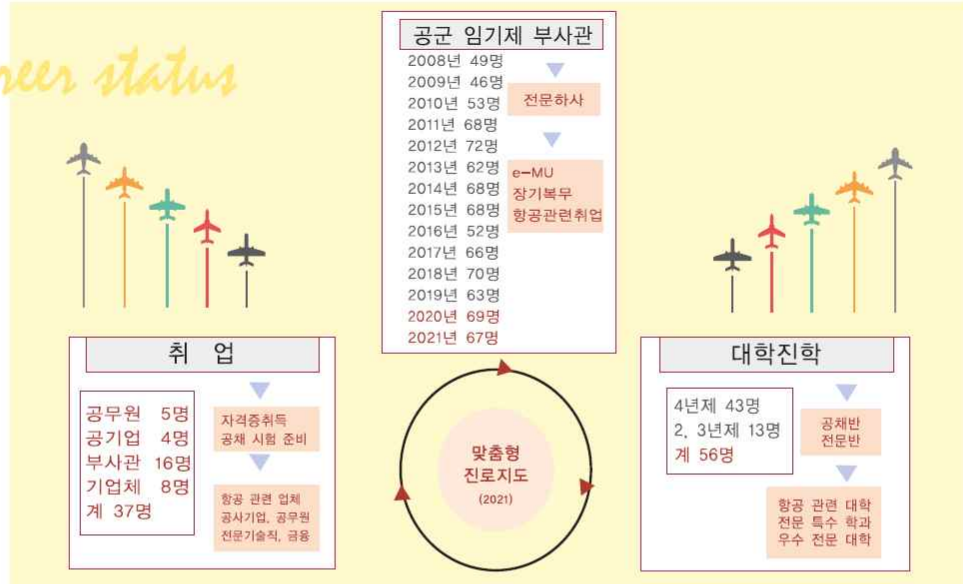 reer status
공군 임기제 부사관
2008년 49명
2009년 46명
2010년 53명
2011년 68명
2012년 72명
2013년 62명
2014년 68명
2015년 68명
2016년 52명
2017년 66명
2018년 70명
2019년 63명
2020년 69명
2021년 67명
전문하사
e-MU
장기복무
항공관련취업
취 업
공무원 5명
공기업 4명
부사관 16명
기업체 8명
계 37명
자격증취득
공채 시험 준비
항공 관련 업체
공사기업, 공무원
전문기술직, 금융
맞춤형
진로지도
(2021)
대학진학
4년제 43명
2, 3년제 13명
계 56명
공채반
전문반
항공 관련 대학
전문 특수 학과
우수 전문 대학